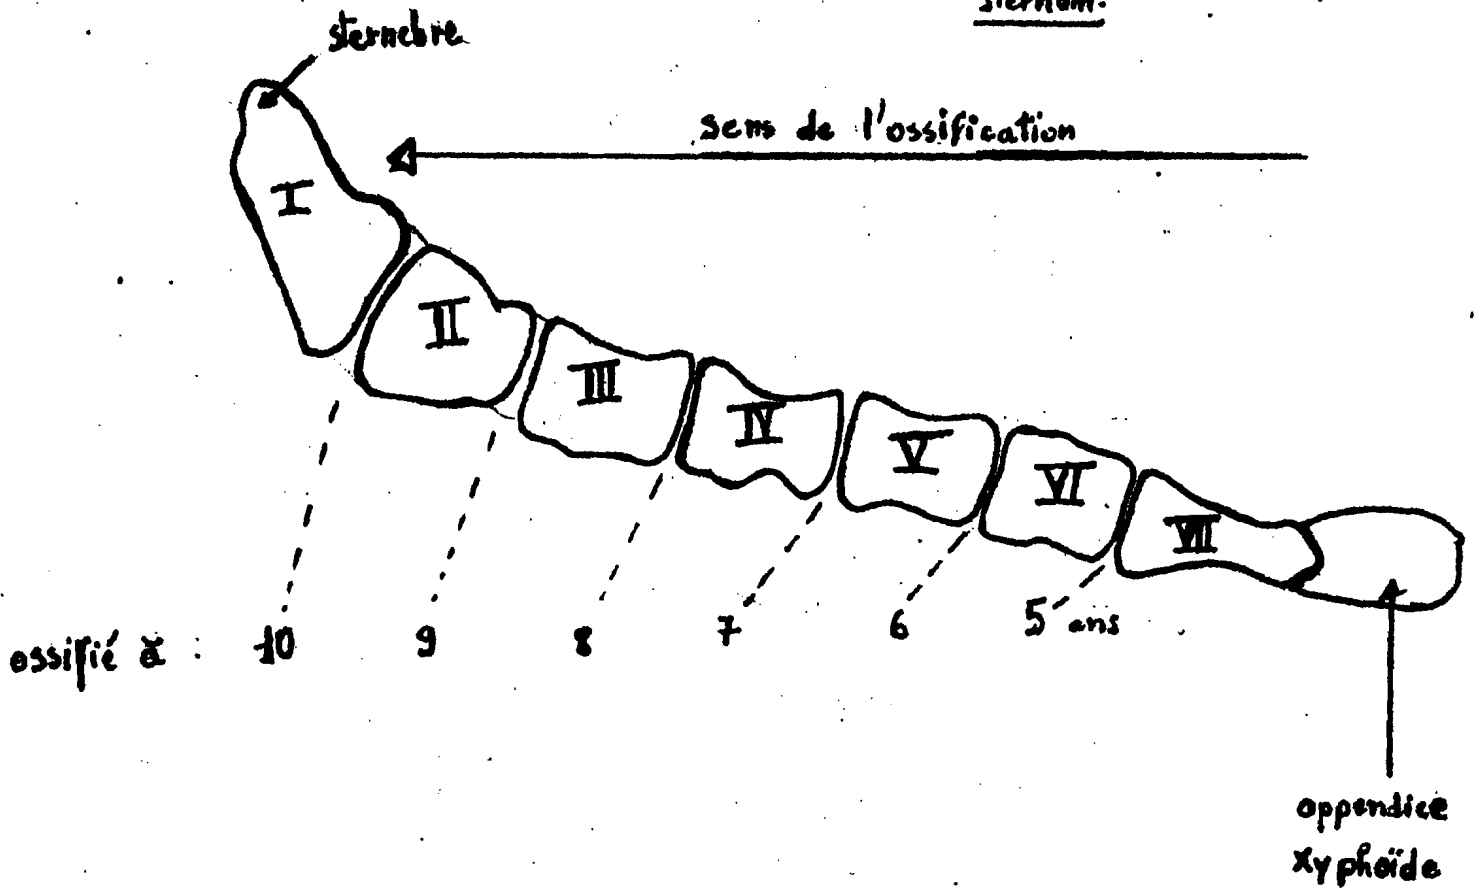 sternum.
sternebre
sens de l'ossification
I
II
III
IV
V
VI
VII
ossifié à : 10 9 8 7 6 5 ans
appendice
xyphoïde